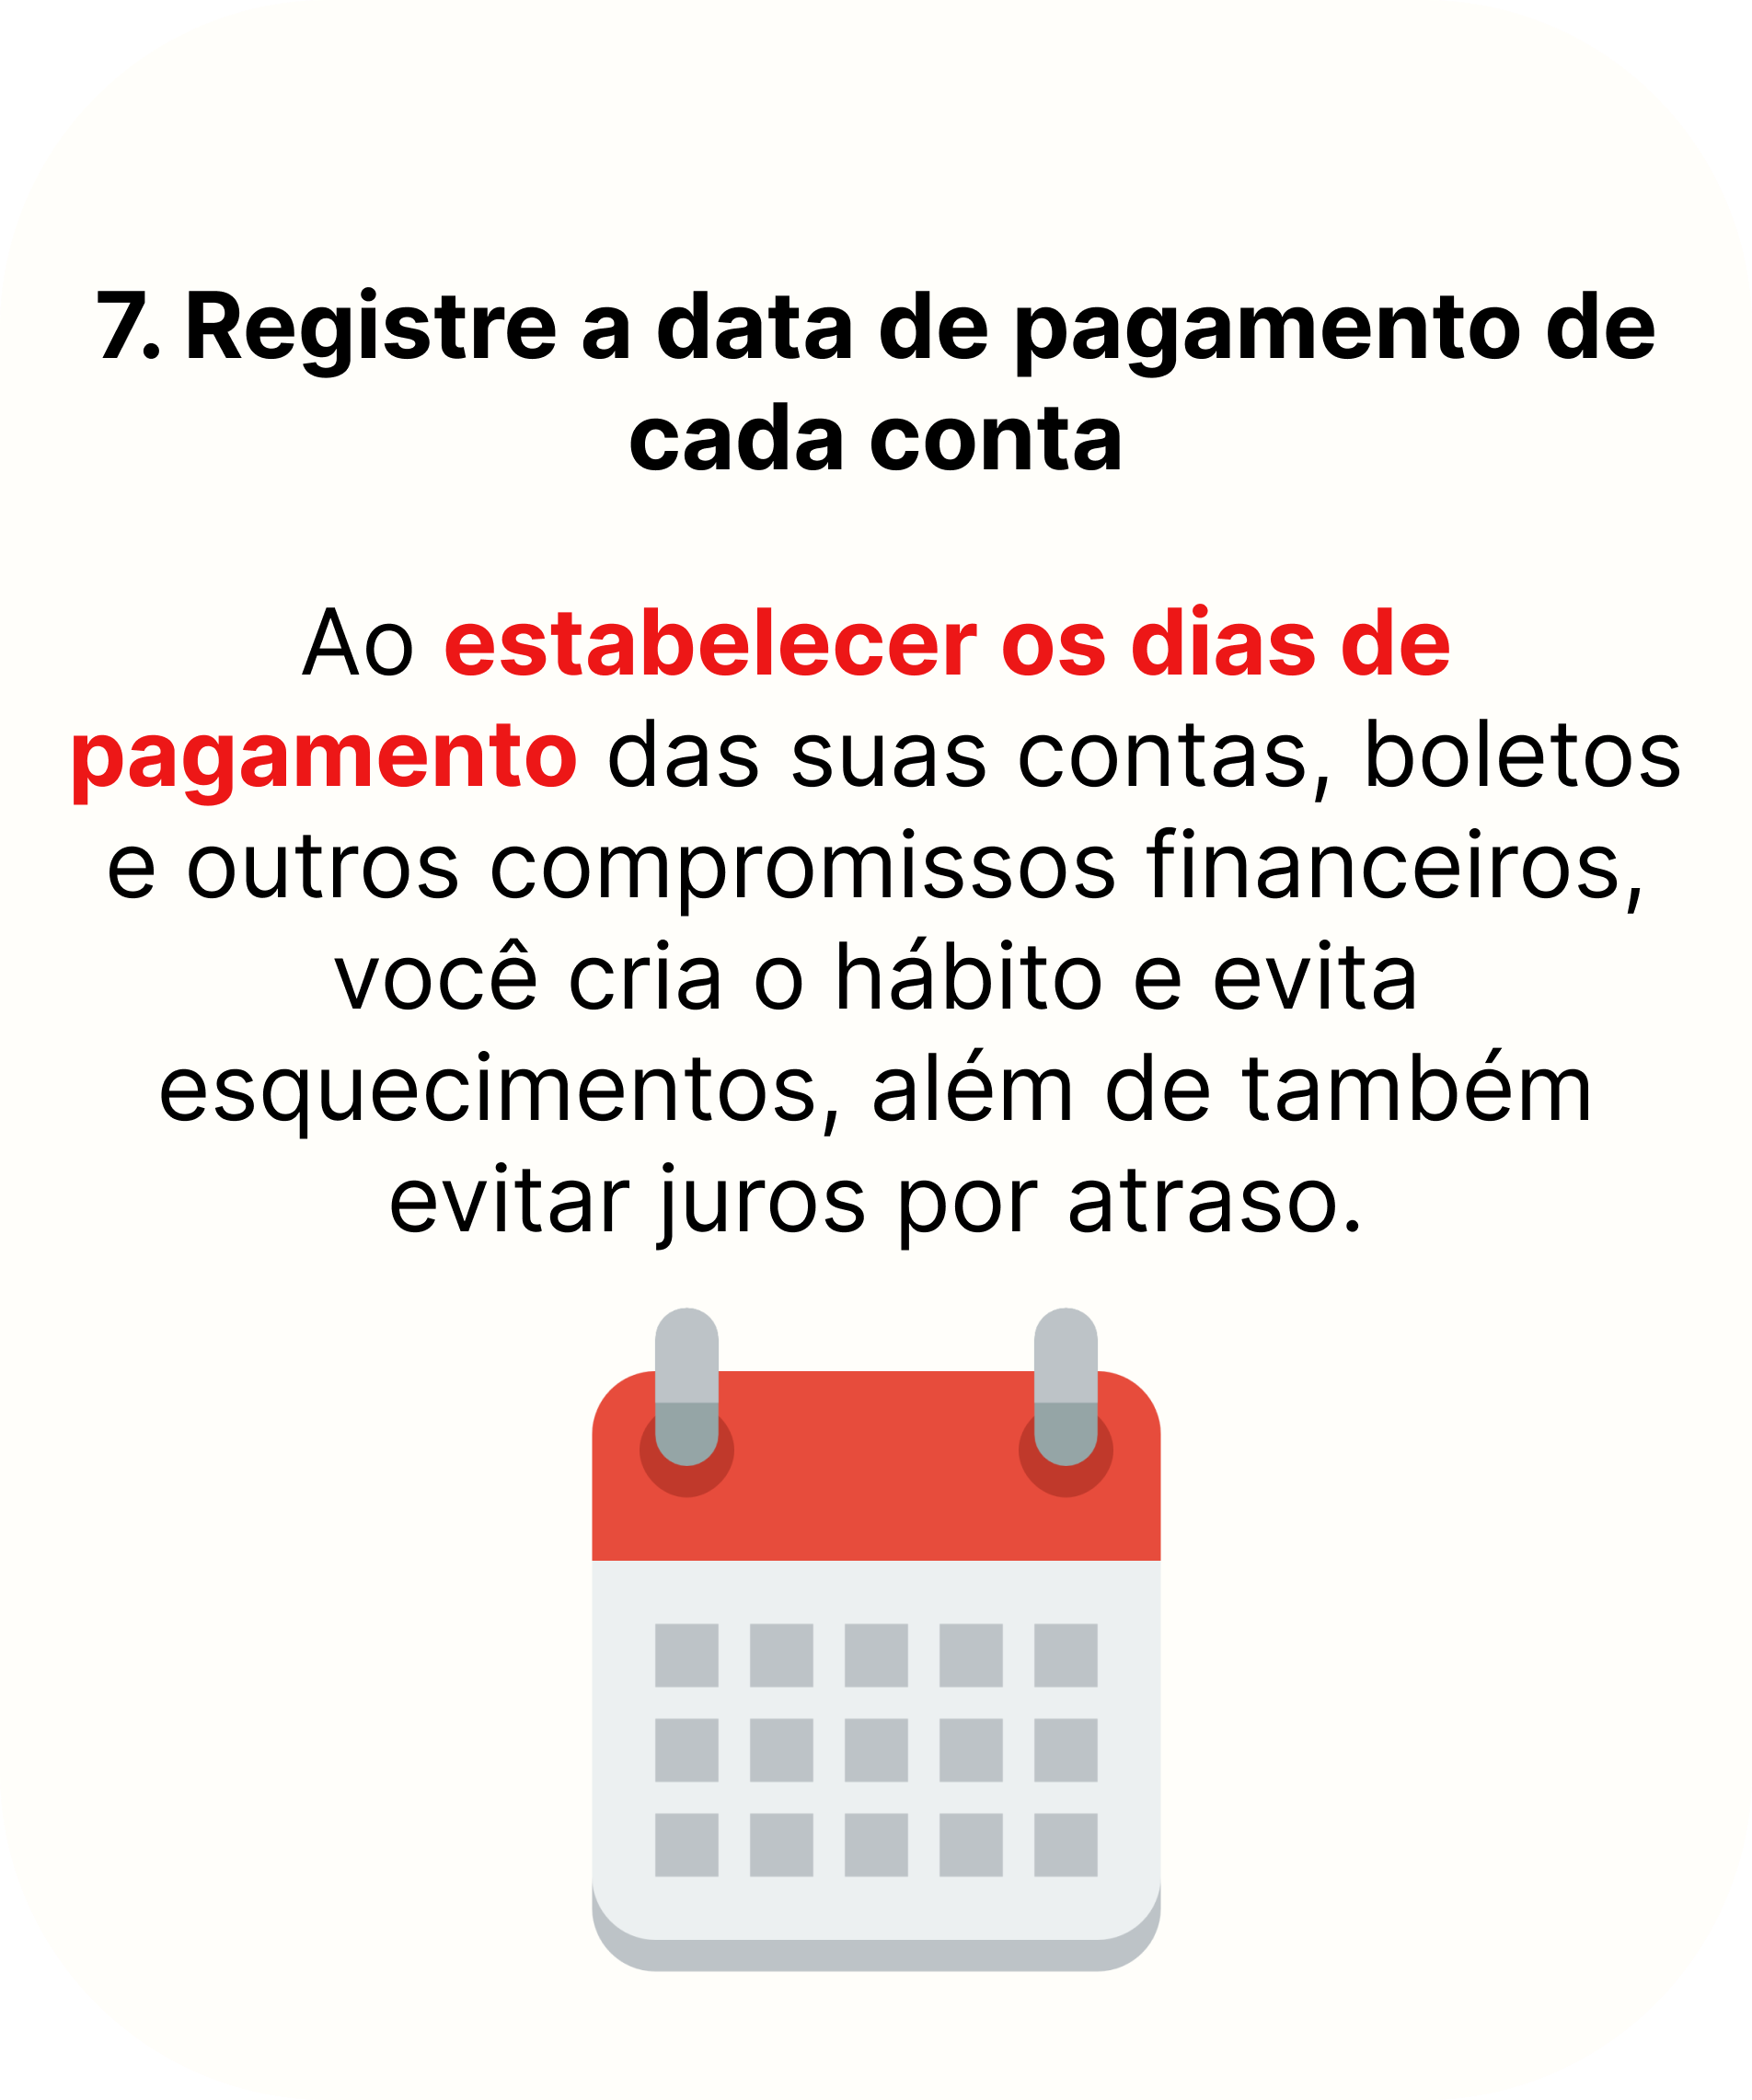 7. Registre a data de pagamento de
cada conta
Ao estabelecer os dias de
pagamento das suas contas, boletos
e outros compromissos financeiros,
você cria o hábito e evita
esquecimentos, além de também
evitar juros por atraso.